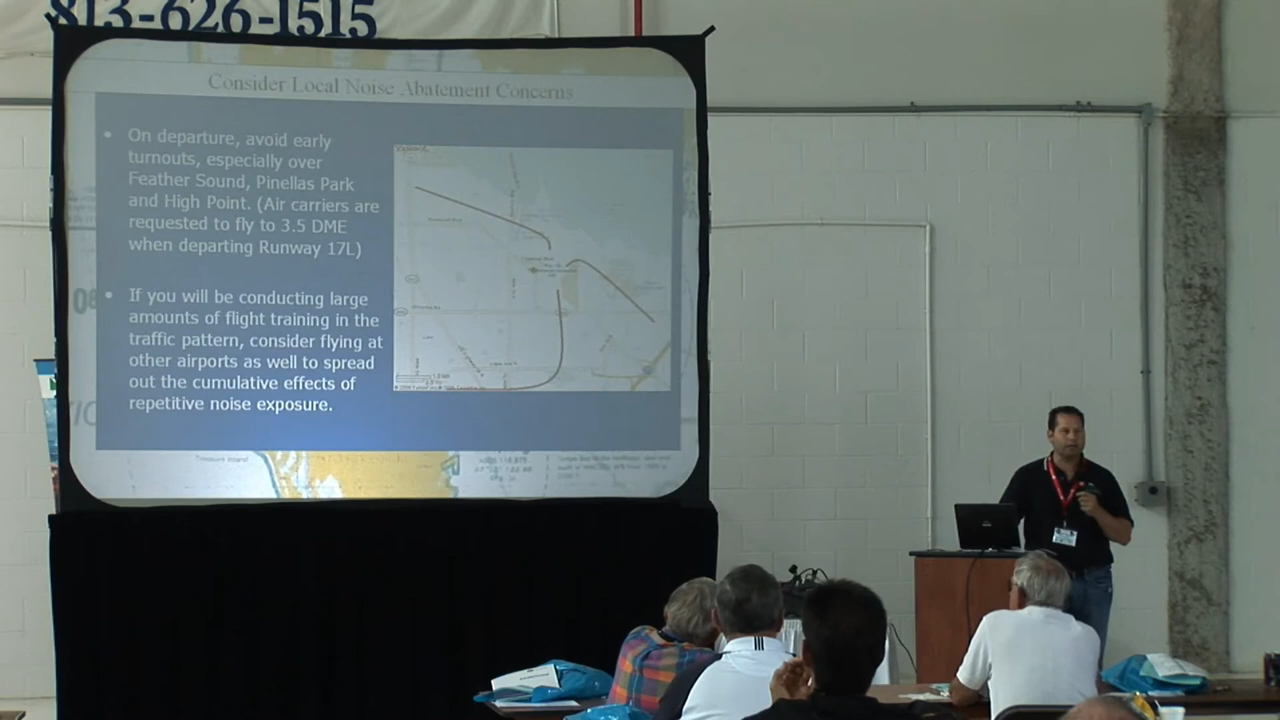 813-626-1515
Consider Local Noise Abatement Concerns
• On departure, avoid early
turnouts, especially over
Feather Sound, Pinellas Park
and High Point. (Air carriers are
requested to fly to 3.5 DME
when departing Runway 17L)
• If you will be conducting large
amounts of flight training in the
traffic pattern, consider flying at
other airports as well to spread
out the cumulative effects of
repetitive noise exposure.
Treasure Island